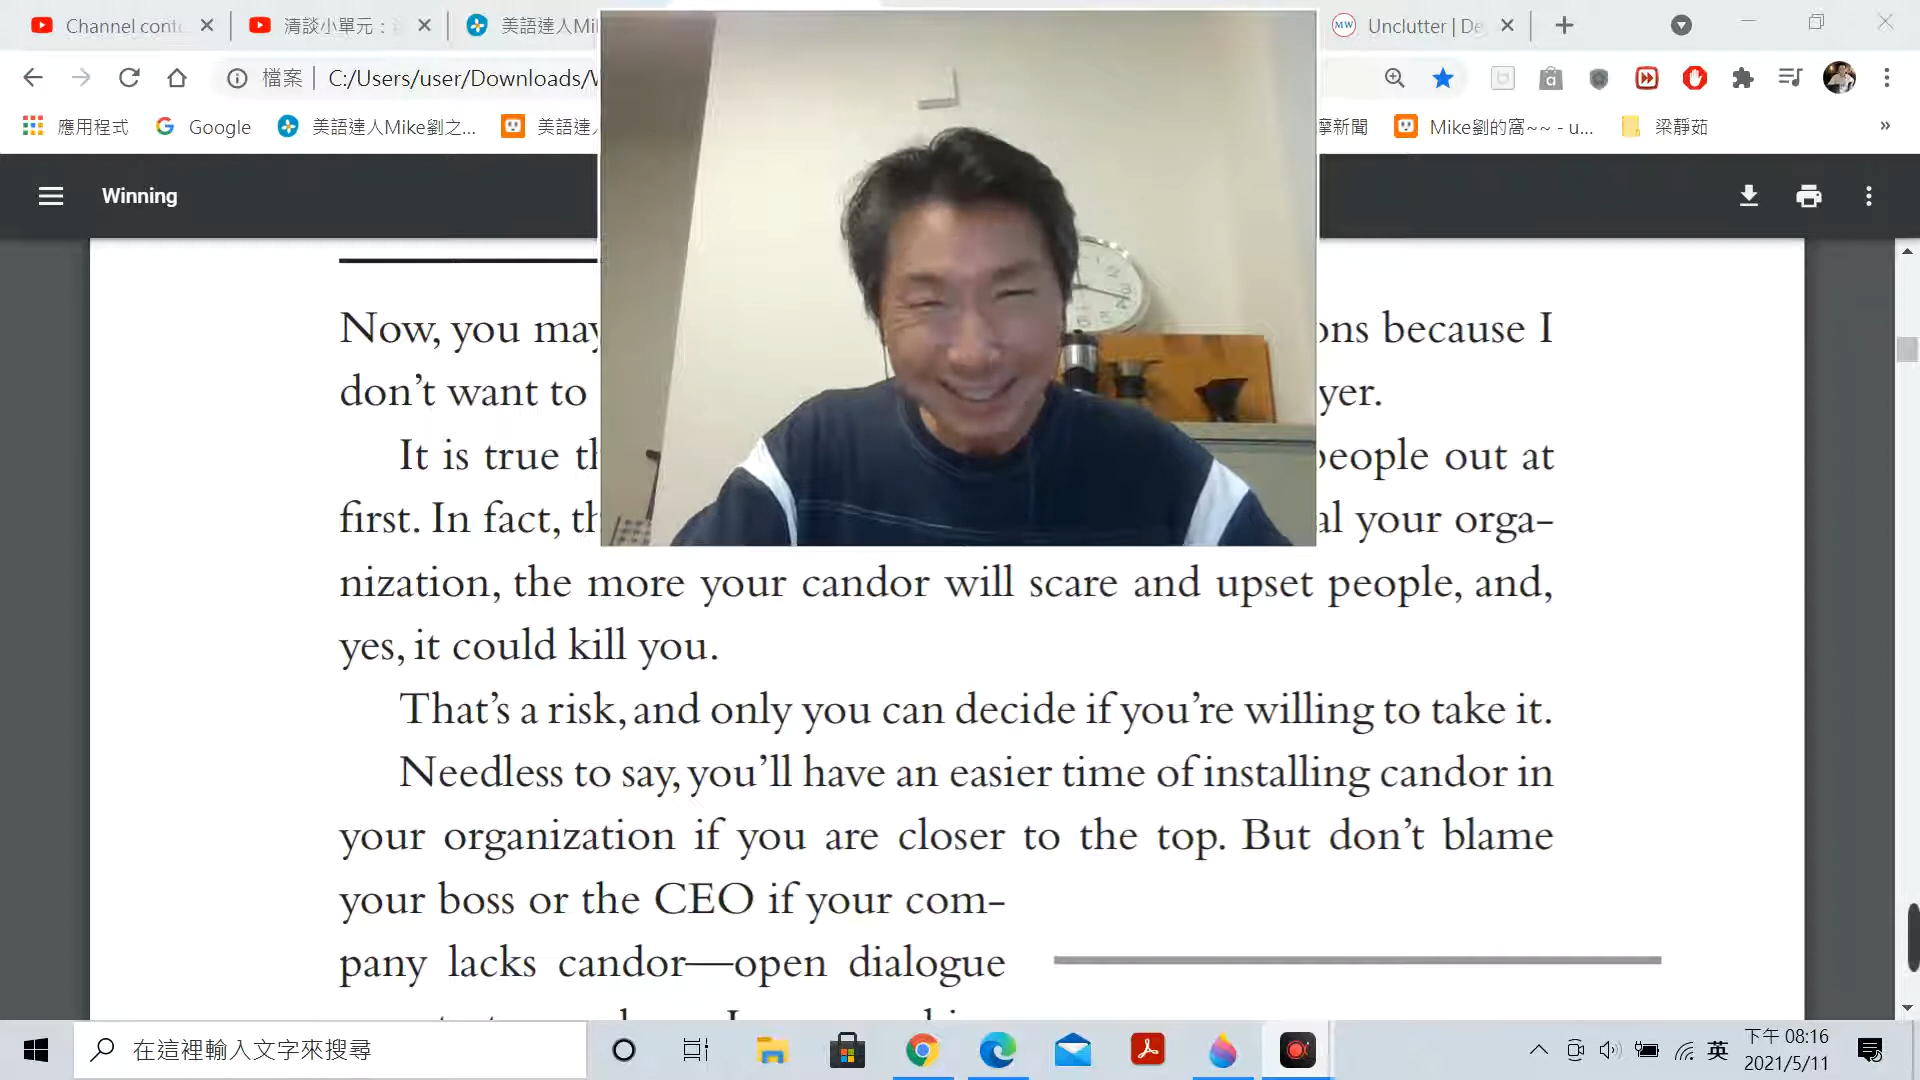 Channel cont
清談小單元：
美語達人Mi
Unclutter | De
檔案
C:/Users/user/Downloads/
應用程式
Google
美語達人Mike劉之...
美語達
摩新聞
Mike劉的窩~~ - u...
梁靜茹
Winning
Now, you may ons because I
don't want to yer.
It is true th people out at
first. In fact, th al your orga-
nization, the more your candor will scare and upset people, and,
yes, it could kill you.
That's a risk, and only you can decide if you're willing to take it.
Needless to say, you'll have an easier time of installing candor in
your organization if you are closer to the top. But don't blame
your boss or the CEO if your com-
pany lacks candor—open dialogue
在這裡輸入文字來搜尋
英
下午 08:16
2021/5/11